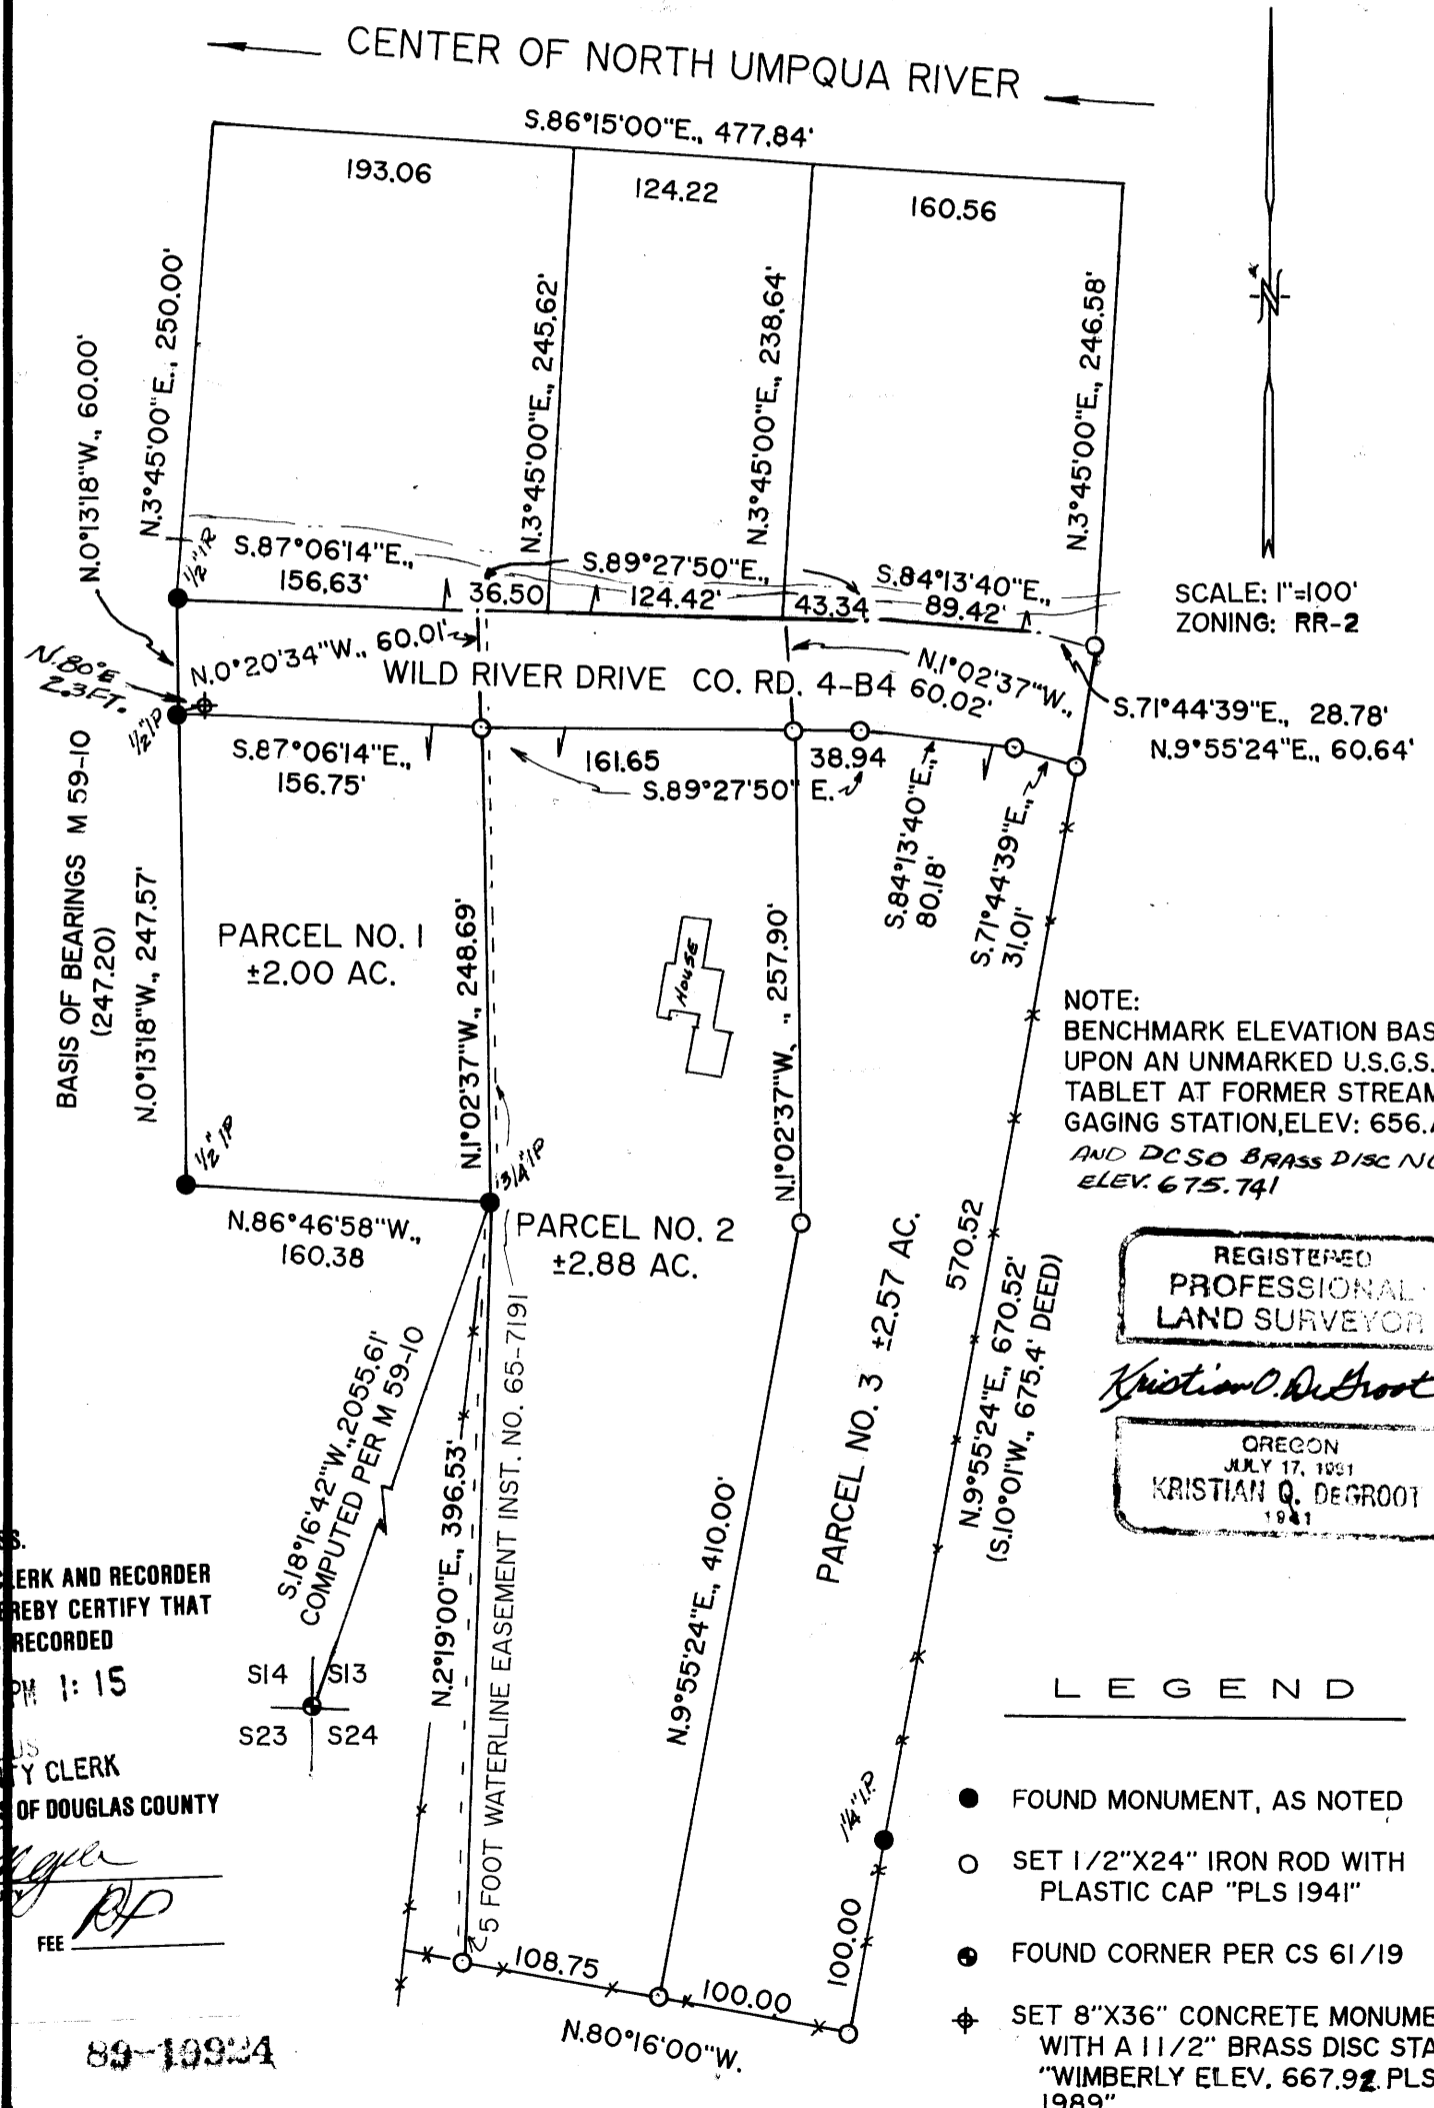 CENTER OF NORTH UMPQUA RIVER
S.86°15'00"E., 477.84'
193.06
124.22
160.56
N.3°45'00"E., 250.00'
N.3°45'00"E., 245.62'
N.3°45'00"E., 238.64'
N.3°45'00"E., 246.58'
N.0°13'18"W., 60.00'
1/2" IR
S.87°06'14"E.,
156.63'
36.50
S.89°27'50"E.,
124.42'
43.34
S.84°13'40"E.,
89.42'
N
SCALE: 1"=100'
ZONING: RR-2
N.80°E
2.3FT.
N.0°20'34"W., 60.01'
WILD RIVER DRIVE CO. RD. 4-B4
N.1°02'37"W.,
60.02'
S.71°44'39"E., 28.78'
N.9°55'24"E., 60.64'
1/2" IP
S.87°06'14"E.,
156.75'
161.65
S.89°27'50" E.
38.94
S.84°13'40"E.,
80.18'
S.71°44'39"E.,
31.01'
BASIS OF BEARINGS M 59-10
(247.20)
N.0°13'18"W., 247.57'
PARCEL NO. 1
±2.00 AC.
N.1°02'37"W., 248.69'
HOUSE
N.1°02'37"W., 257.90'
NOTE:
BENCHMARK ELEVATION BAS
UPON AN UNMARKED U.S.G.S.
TABLET AT FORMER STREAM
GAGING STATION, ELEV: 656.
AND DCSO BRASS DISC NO
ELEV. 675.741
1/2" IP
3/4" IP
N.86°46'58"W.,
160.38
PARCEL NO. 2
±2.88 AC.
PARCEL NO. 3 ±2.57 AC.
570.52
N.9°55'24"E., 670.52'
(S.10°01'W., 675.4' DEED)
REGISTERED
PROFESSIONAL
LAND SURVEYOR
Kristian O. DeGroot
OREGON
JULY 17, 1981
KRISTIAN O. DEGROOT
1941
S.18°16'42"W., 2055.61'
COMPUTED PER M 59-10
N.2°19'00"E., 396.53'
5 FOOT WATERLINE EASEMENT INST. NO. 65-7191
N.9°55'24"E., 410.00'
S14 S13
S23 S24
SS.
ERK AND RECORDER
REBY CERTIFY THAT
RECORDED
PM 1:15
TY CLERK
OF DOUGLAS COUNTY
FEE
89-19924
1 1/4" I.P.
100.00
108.75
100.00
N.80°16'00"W.
LEGEND
FOUND MONUMENT, AS NOTED
SET 1/2"X24" IRON ROD WITH
PLASTIC CAP "PLS 1941"
FOUND CORNER PER CS 61/19
SET 8"X36" CONCRETE MONUME
WITH A 1 1/2" BRASS DISC STA
"WIMBERLY ELEV. 667.92 PLS
1989"